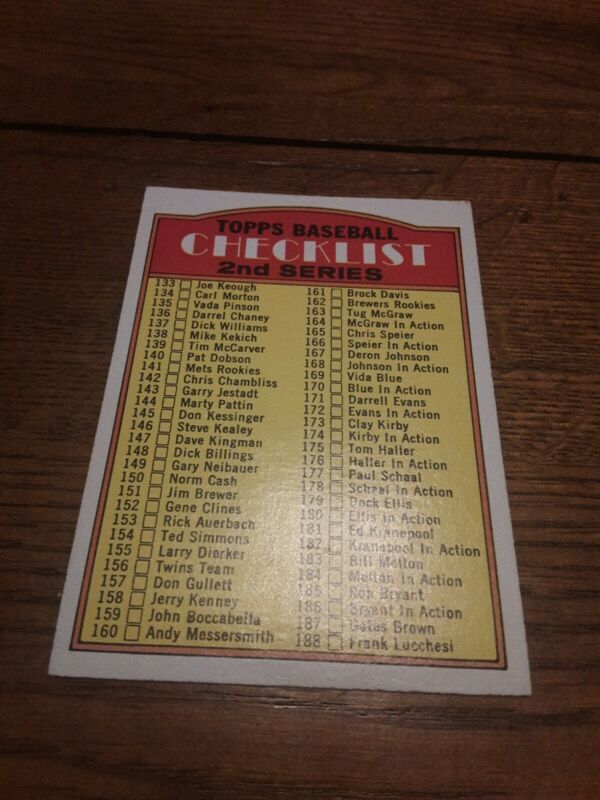 TOPPS BASEBALL
CHECKLIST
2nd SERIES
133 Joe Keough
134 Carl Morton
135 Vada Pinson
136 Darrel Chaney
137 Dick Williams
138 Mike Kekich
139 Tim McCarver
140 Pat Dobson
141 Mets Rookies
142 Chris Chambliss
143 Garry Jestadt
144 Marty Pattin
145 Don Kessinger
146 Steve Kealey
147 Dave Kingman
148 Dick Billings
149 Gary Neibauer
150 Norm Cash
151 Jim Brewer
152 Gene Clines
153 Rick Auerbach
154 Ted Simmons
155 Larry Dierker
156 Twins Team
157 Don Gullett
158 Jerry Kenney
159 John Boccabella
160 Andy Messersmith
161 Brock Davis
162 Brewers Rookies
163 Tug McGraw
164 McGraw In Action
165 Chris Speier
166 Speier In Action
167 Deron Johnson
168 Johnson In Action
169 Vida Blue
170 Blue In Action
171 Darrell Evans
172 Evans In Action
173 Clay Kirby
174 Kirby In Action
175 Tom Haller
176 Haller In Action
177 Paul Schaal
178 Schaal In Action
179 Dock Ellis
180 Ellis In Action
181 Ed Kranepool
182 Kranepool In Action
183 Bill Melton
184 Melton In Action
185 Ron Bryant
186 Bryant In Action
187 Gates Brown
188 Frank Lucchesi